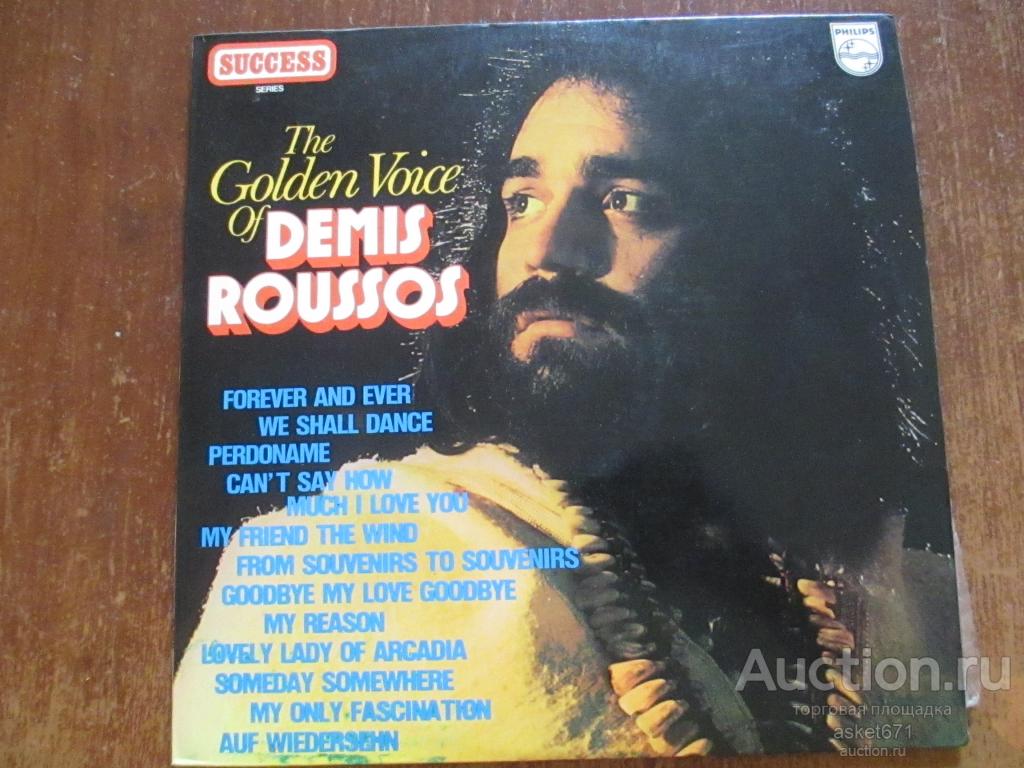 SUCCESS
SERIES
PHILIPS
The
Golden Voice
Of DEMIS
ROUSSOS
FOREVER AND EVER
WE SHALL DANCE
PERDONAME
CAN'T SAY HOW
MUCH I LOVE YOU
MY FRIEND THE WIND
FROM SOUVENIRS TO SOUVENIRS
GOODBYE MY LOVE GOODBYE
MY REASON
LOVELY LADY OF ARCADIA
SOMEDAY SOMEWHERE
MY ONLY FASCINATION
AUF WIEDERSEHN
Auction.ru
торговая площадка
asket671
auction.ru